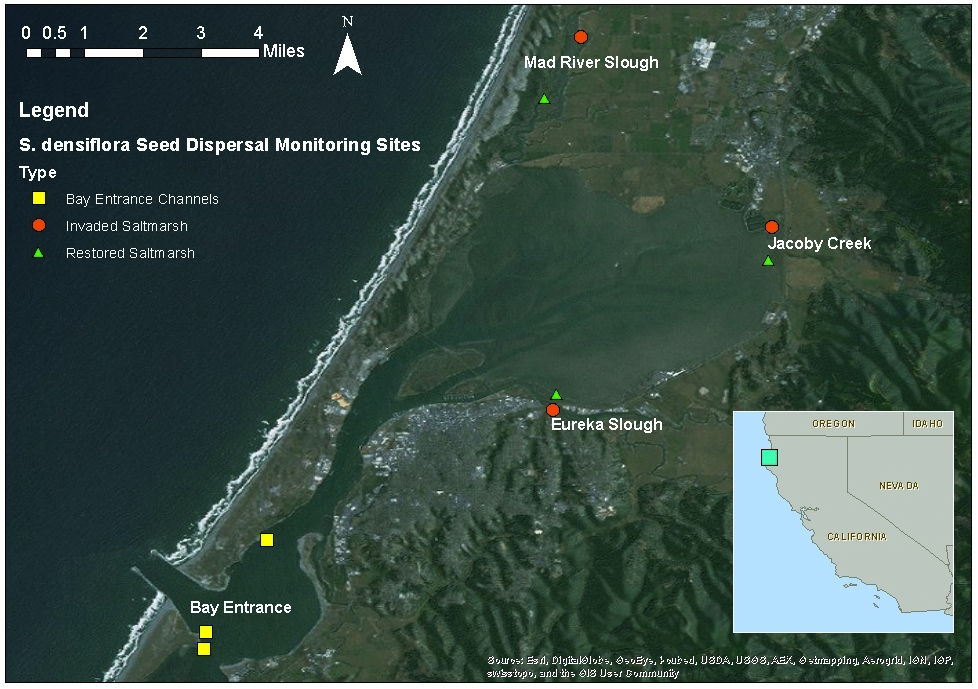 0 0.5 1 2 3 4
Miles
N
Mad River Slough
Legend
S. densiflora Seed Dispersal Monitoring Sites
Type
Bay Entrance Channels
Invaded Saltmarsh
Restored Saltmarsh
Jacoby Creek
Eureka Slough
OREGON
IDAHO
NEVADA
CALIFORNIA
Bay Entrance
Source: Esri, DigitalGlobe, GeoEye, i-cubed, USDA, USGS, AEX, Getmapping, Aerogrid, IGN, IGP,
swisstopo, and the GIS User Community